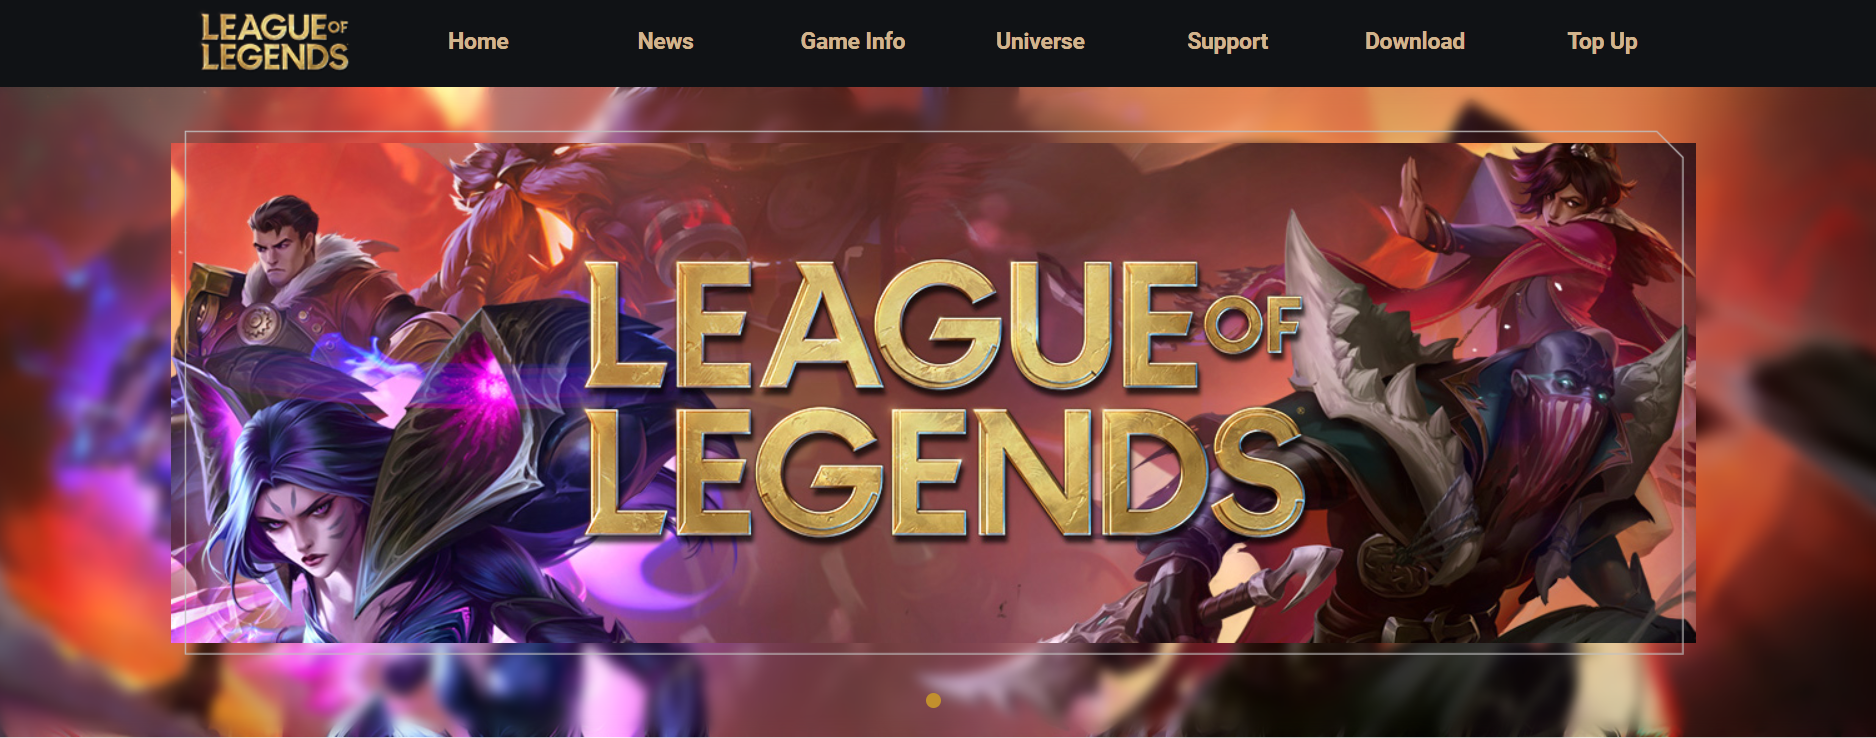 LEAGUE OF
LEGENDS
Home News Game Info Universe Support Download Top Up
LEAGUE OF
LEGENDS®